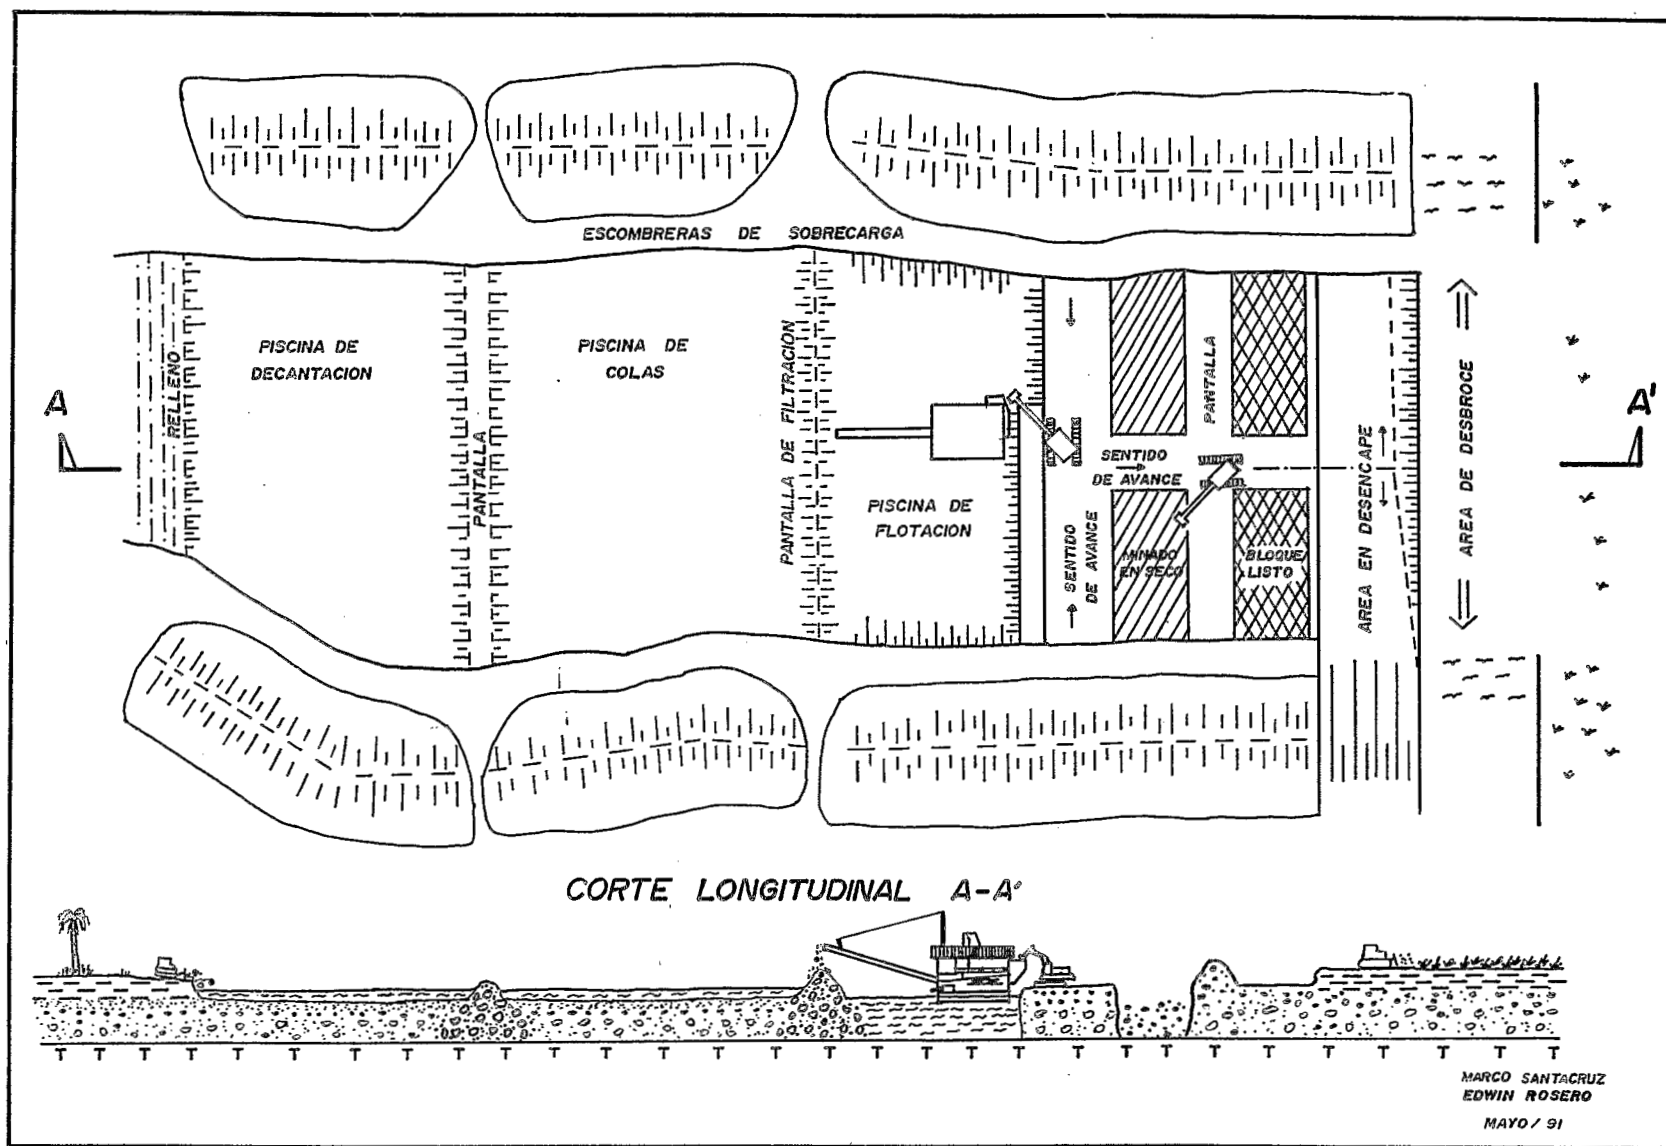 ESCOMBRERAS DE SOBRECARGA
RELLENO
PISCINA DE
DECANTACION
PANTALLA
PISCINA DE
COLAS
PANTALLA DE FILTRACION
PISCINA DE
FLOTACION
SENTIDO
DE AVANCE
SENTIDO
DE AVANCE
MINADO
EN SECO
PANTALLA
BLOQUE
LISTO
AREA EN DESENCAPE
AREA DE DESBROCE
A
A'
CORTE LONGITUDINAL A-A'
T T T T T T T T T T T T T T T T T T T T T T T T T T T T
MARCO SANTACRUZ
EDWIN ROSERO
MAYO / 91